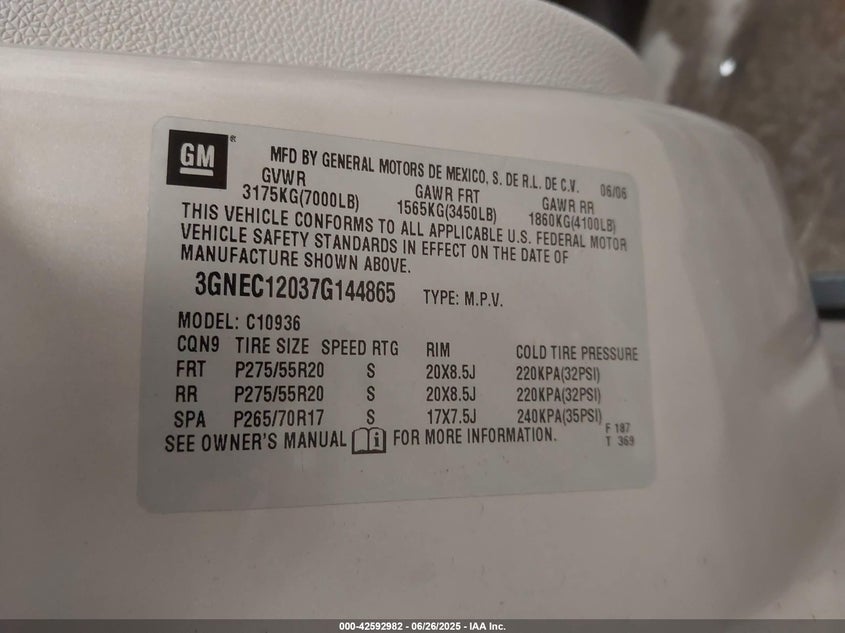 GM ® MFD BY GENERAL MOTORS DE MEXICO, S. DE R.L. DE C.V. 06/06
GVWR GAWR FRT GAWR RR
3175KG(7000LB) 1565KG(3450LB) 1860KG(4100LB)
THIS VEHICLE CONFORMS TO ALL APPLICABLE U.S. FEDERAL MOTOR
VEHICLE SAFETY STANDARDS IN EFFECT ON THE DATE OF
MANUFACTURE SHOWN ABOVE.
3GNEC12037G144865 TYPE: M.P.V.
MODEL: C10936
CQN9 TIRE SIZE SPEED RTG RIM COLD TIRE PRESSURE
FRT P275/55R20 S 20X8.5J 220KPA(32PSI)
RR P275/55R20 S 20X8.5J 220KPA(32PSI)
SPA P265/70R17 S 17X7.5J 240KPA(35PSI)
SEE OWNER'S MANUAL i FOR MORE INFORMATION.
F 187
T 369
000-42592982 - 06/26/2025 - IAA Inc.